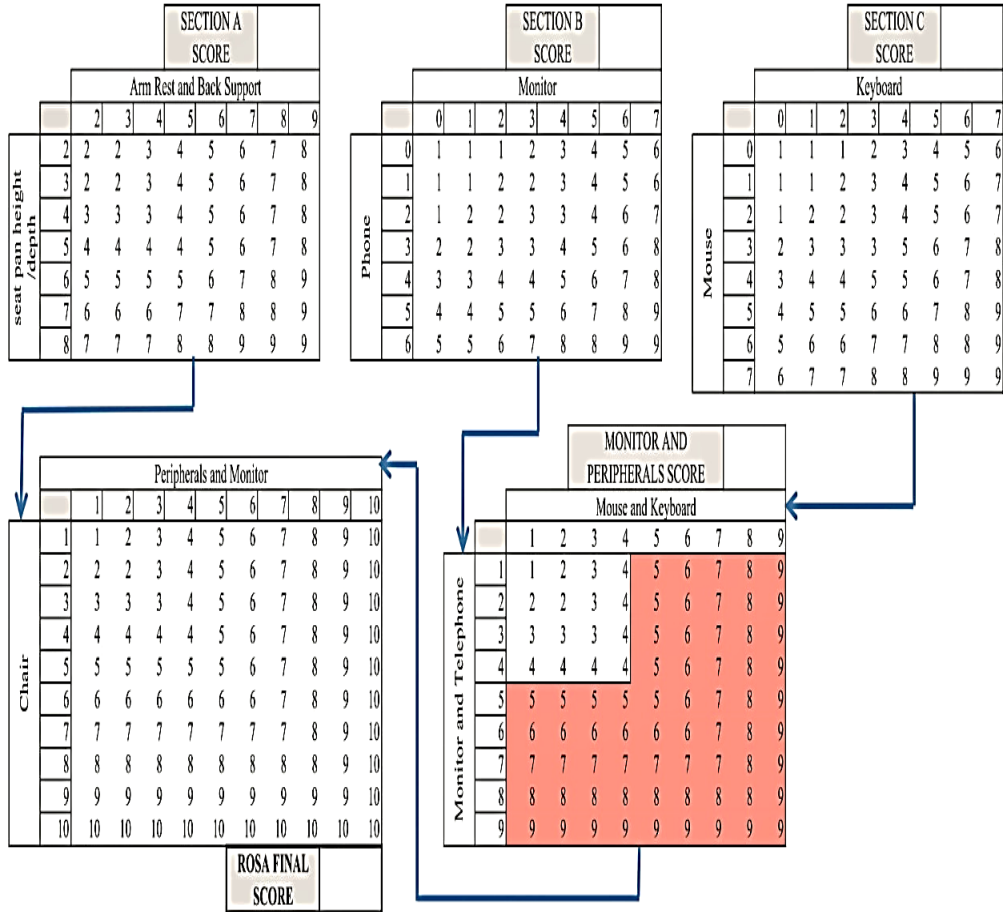 SECTION A
SCORE
Arm Rest and Back Support
2 3 4 5 6 7 8 9
seat pan height
/depth
2 2 2 3 4 5 6 7 8
3 2 2 3 4 5 6 7 8
4 3 3 3 4 5 6 7 8
5 4 4 4 4 5 6 7 8
6 5 5 5 5 6 7 8 9
7 6 6 6 7 7 8 8 9
8 7 7 7 8 8 9 9 9
SECTION B
SCORE
Monitor
0 1 2 3 4 5 6 7
Phone
0 1 1 1 2 3 4 5 6
1 1 1 2 2 3 4 5 6
2 1 2 2 3 3 4 6 7
3 2 2 3 3 4 5 6 8
4 3 3 4 4 5 6 7 8
5 4 4 5 5 6 7 8 9
6 5 5 6 7 8 8 9 9
SECTION C
SCORE
Keyboard
0 1 2 3 4 5 6 7
Mouse
0 1 1 1 2 3 4 5 6
1 1 1 2 3 4 5 6 7
2 1 2 2 3 4 5 6 7
3 2 3 3 3 5 6 7 8
4 3 4 4 5 5 6 7 8
5 4 5 5 6 6 7 8 9
6 5 6 6 7 7 8 8 9
7 6 7 7 8 8 9 9 9
Peripherals and Monitor
1 2 3 4 5 6 7 8 9 10
Chair
1 1 2 3 4 5 6 7 8 9 10
2 2 2 3 4 5 6 7 8 9 10
3 3 3 3 4 5 6 7 8 9 10
4 4 4 4 4 5 6 7 8 9 10
5 5 5 5 5 5 6 7 8 9 10
6 6 6 6 6 6 6 7 8 9 10
7 7 7 7 7 7 7 7 8 9 10
8 8 8 8 8 8 8 8 8 9 10
9 9 9 9 9 9 9 9 9 9 10
10 10 10 10 10 10 10 10 10 10 10
ROSA FINAL
SCORE
MONITOR AND
PERIPHERALS SCORE
Mouse and Keyboard
1 2 3 4 5 6 7 8 9
Monitor and Telephone
1 1 2 3 4 5 6 7 8 9
2 2 2 3 4 5 6 7 8 9
3 3 3 3 4 5 6 7 8 9
4 4 4 4 4 5 6 7 8 9
5 5 5 5 5 5 6 7 8 9
6 6 6 6 6 6 6 7 8 9
7 7 7 7 7 7 7 7 8 9
8 8 8 8 8 8 8 8 8 9
9 9 9 9 9 9 9 9 9 9